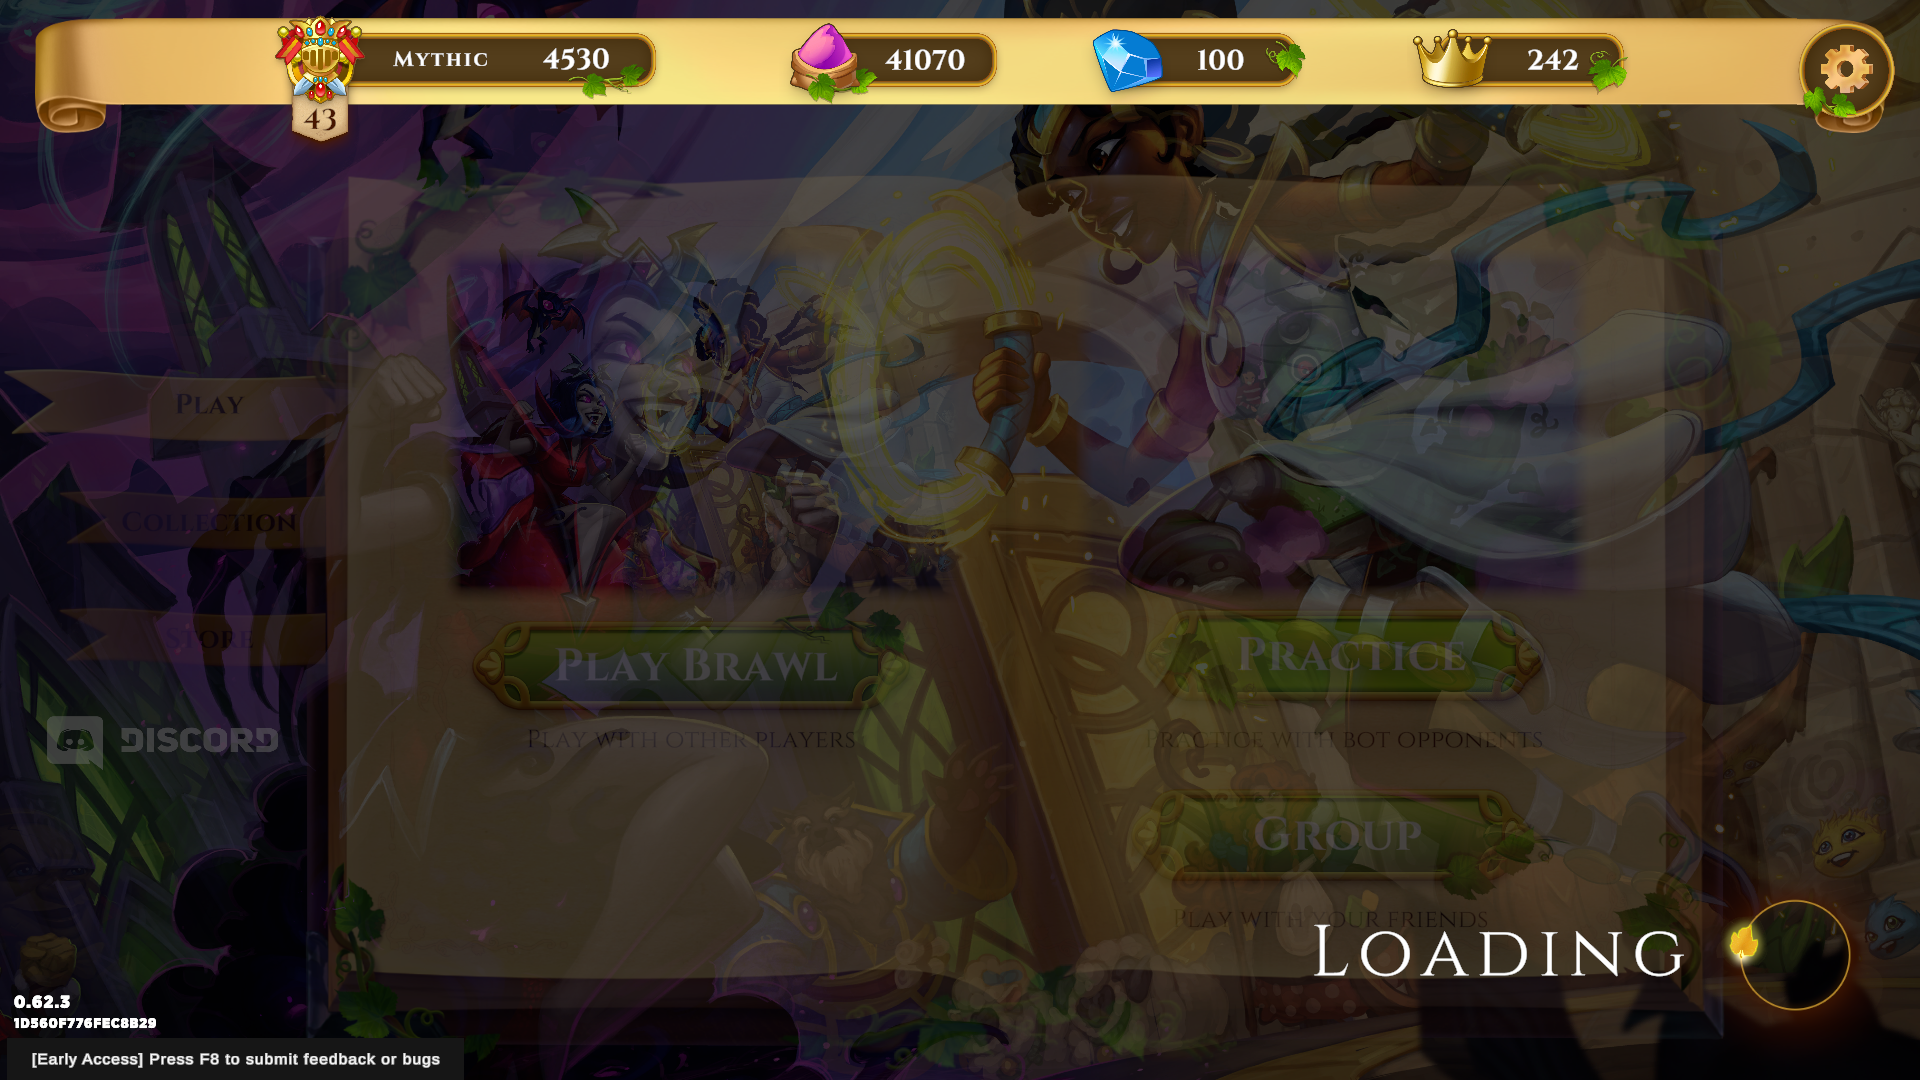 Mythic 4530
43
41070
100
242
Play
Collection
Store
Play Brawl
Play with other players
Practice
Practice with bot opponents
Group
Play with your friends
DISCORD
Loading
0.62.3
1D560F776FEC8B29
[Early Access] Press F8 to submit feedback or bugs